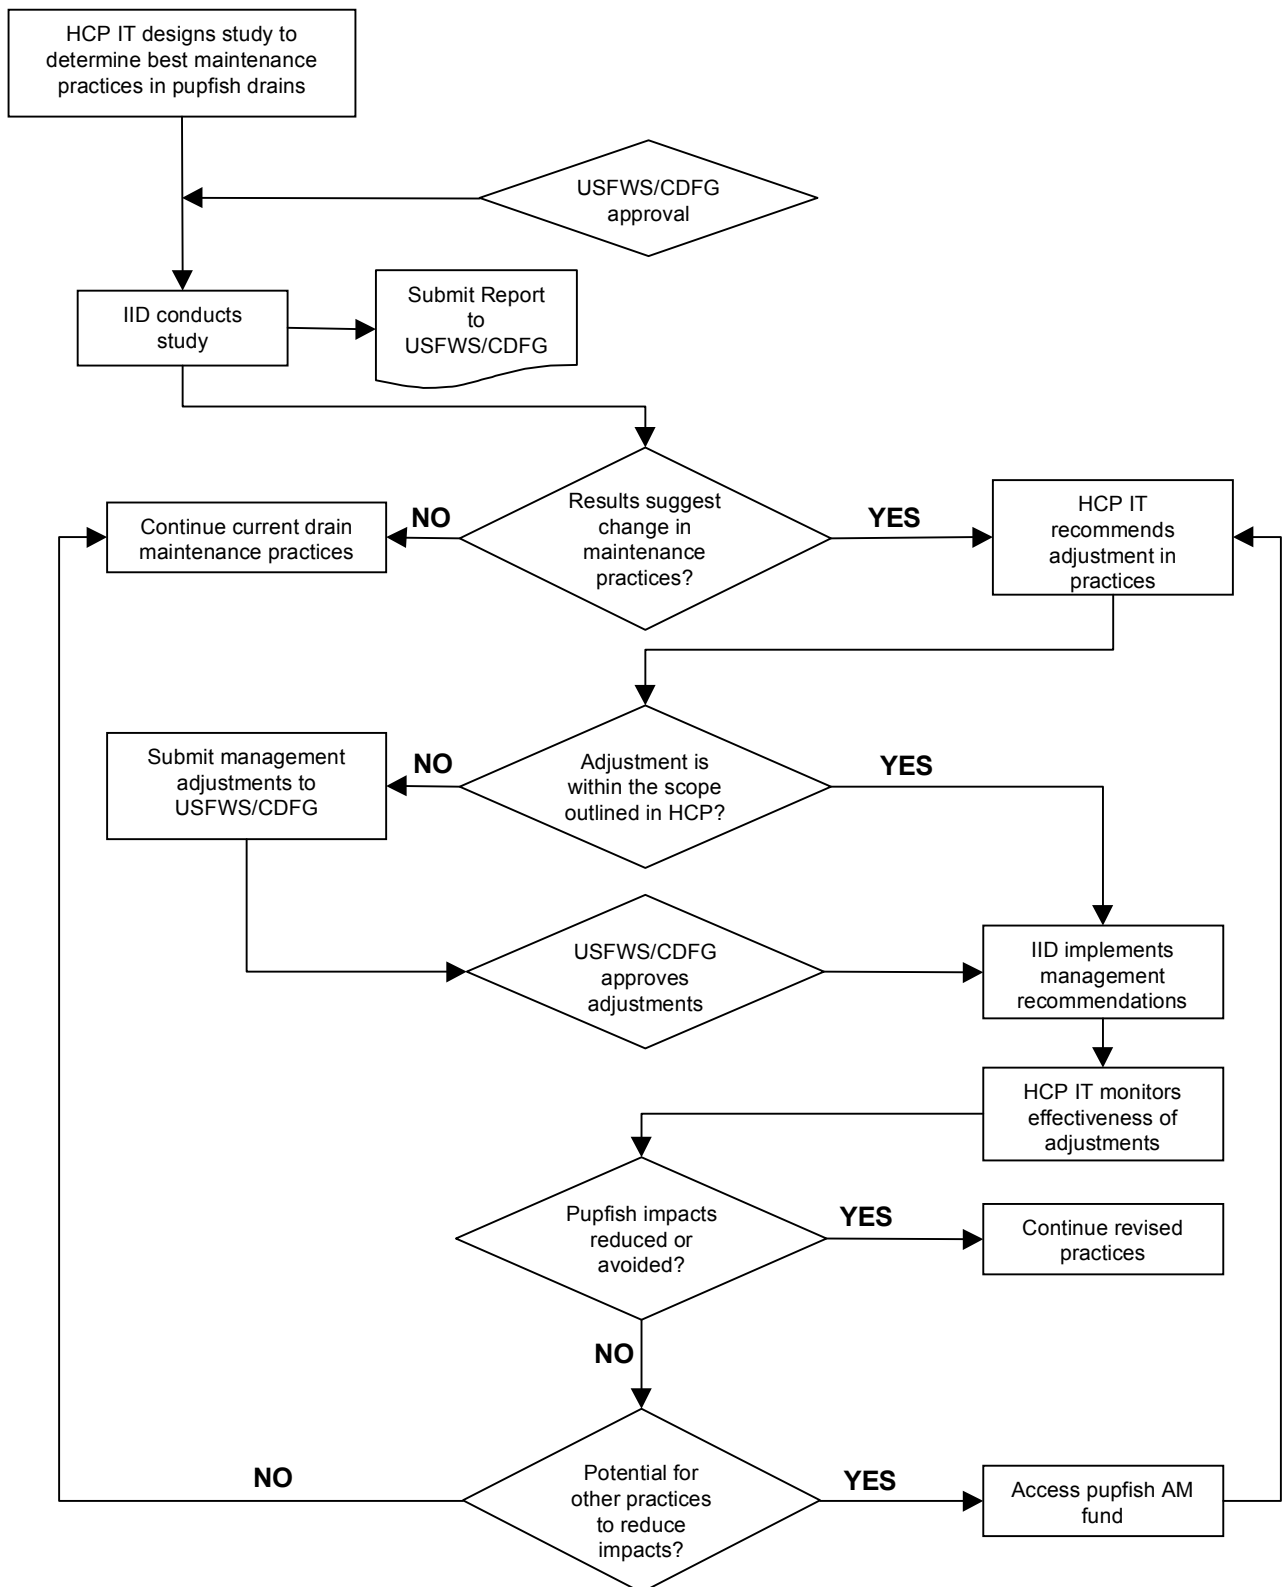 HCP IT designs study to
determine best maintenance
practices in pupfish drains
USFWS/CDFG
approval
IID conducts
study
Submit Report
to
USFWS/CDFG
Results suggest
change in
maintenance
practices?
NO
YES
Continue current drain
maintenance practices
HCP IT
recommends
adjustment in
practices
Adjustment is
within the scope
outlined in HCP?
NO
YES
Submit management
adjustments to
USFWS/CDFG
USFWS/CDFG
approves
adjustments
IID implements
management
recommendations
HCP IT monitors
effectiveness of
adjustments
Pupfish impacts
reduced or
avoided?
YES
Continue revised
practices
NO
Potential for
other practices
to reduce
impacts?
NO
YES
Access pupfish AM
fund